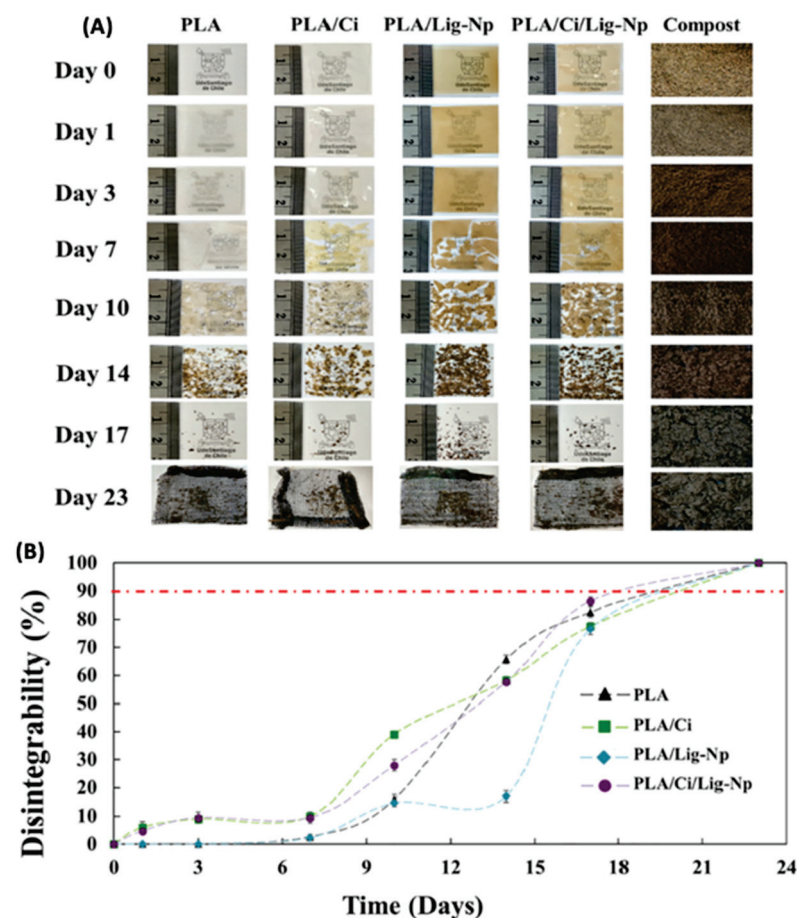 (A) PLA PLA/Ci PLA/Lig-Np PLA/Ci/Lig-Np Compost
Day 0
UdeSantiago
de Chile
Day 1
Day 3
Day 7
Day 10
Day 14
Day 17
Day 23
(B)
100
90
80
70
60
50
40
30
20
10
0
Disintegrability (%)
PLA
PLA/Ci
PLA/Lig-Np
PLA/Ci/Lig-Np
0 3 6 9 12 15 18 21 24
Time (Days)